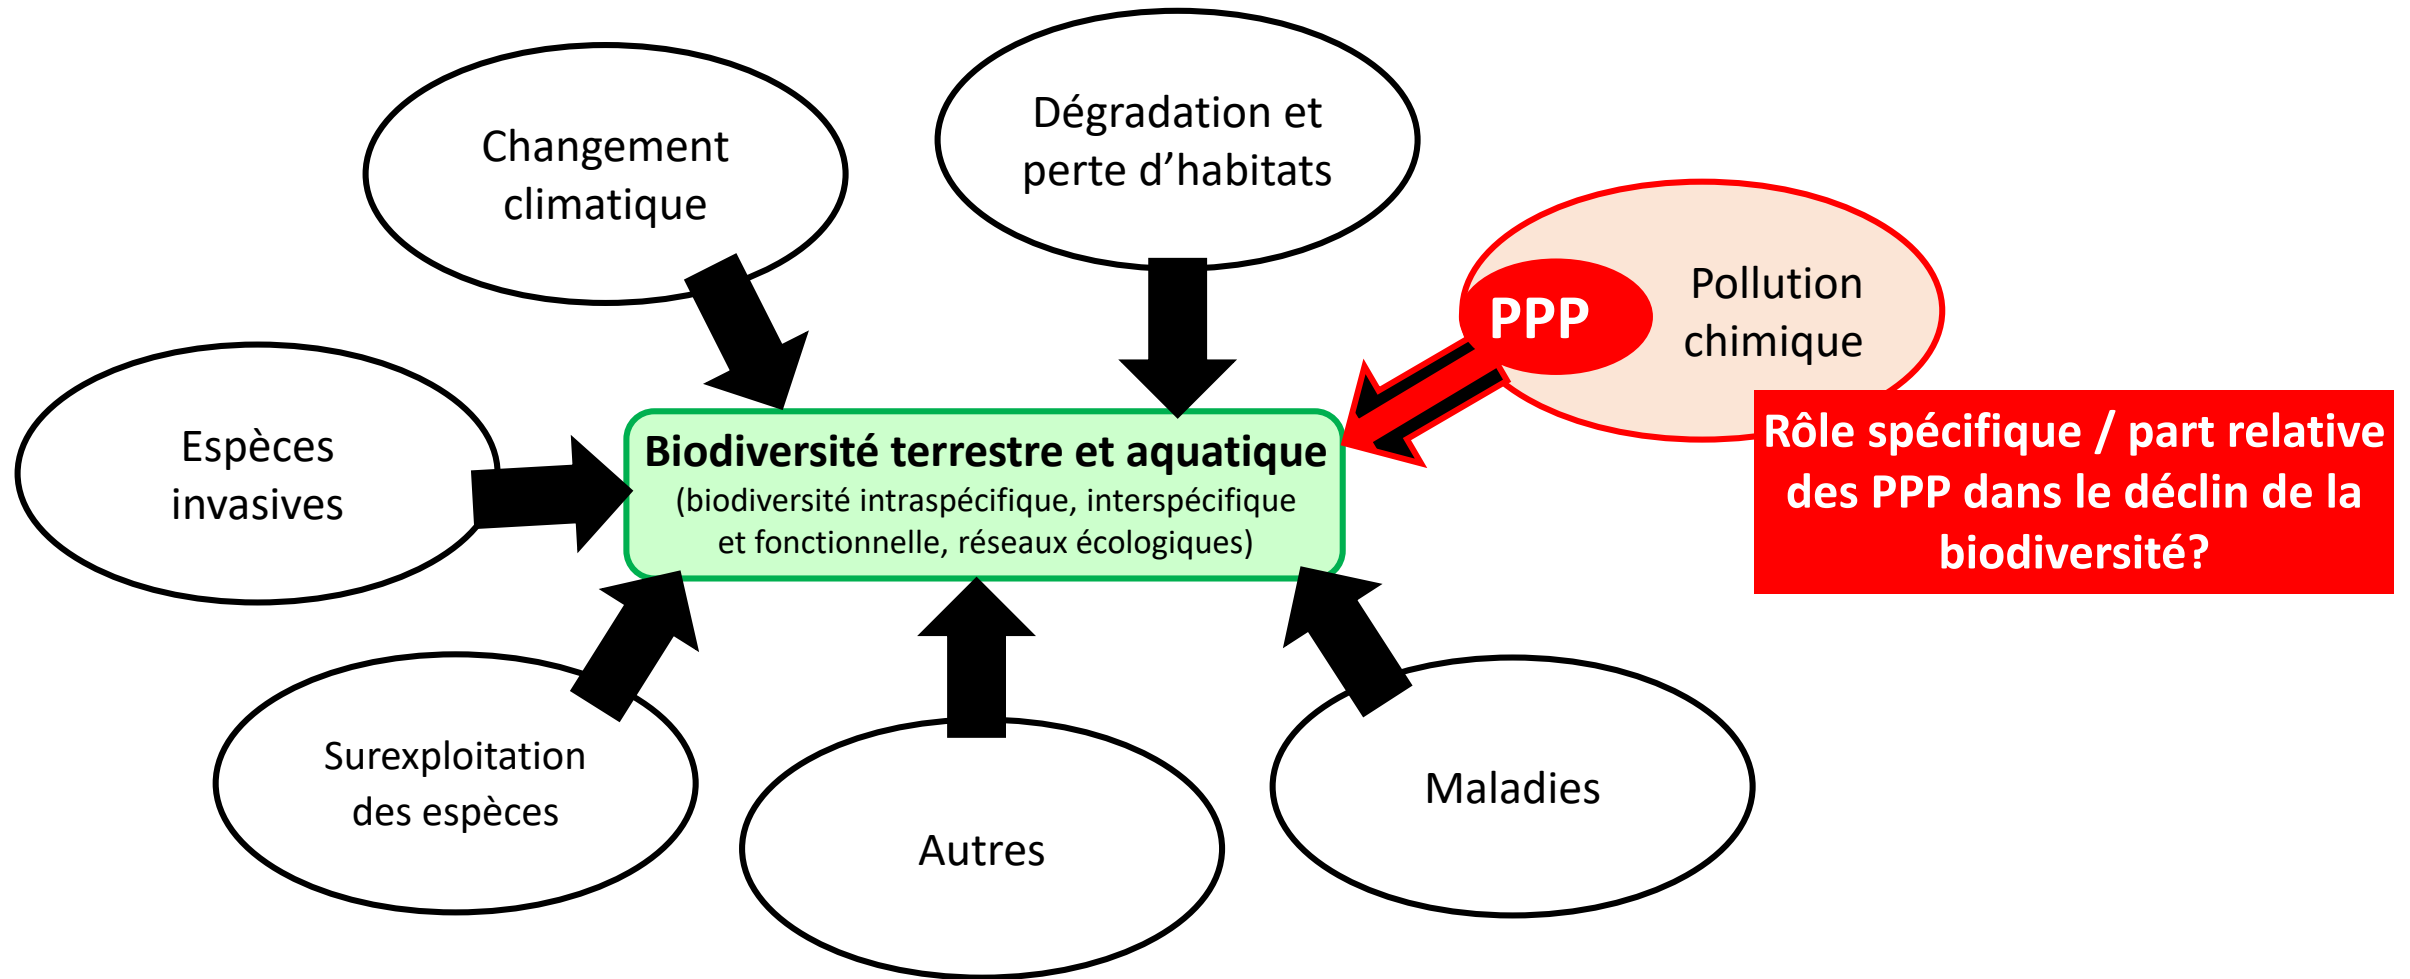 Changement
climatique
Dégradation et
perte d’habitats
PPP
Pollution
chimique
Rôle spécifique / part relative
des PPP dans le déclin de la
biodiversité?
Espèces
invasives
Biodiversité terrestre et aquatique
(biodiversité intraspécifique, interspécifique
et fonctionnelle, réseaux écologiques)
Surexploitation
des espèces
Autres
Maladies